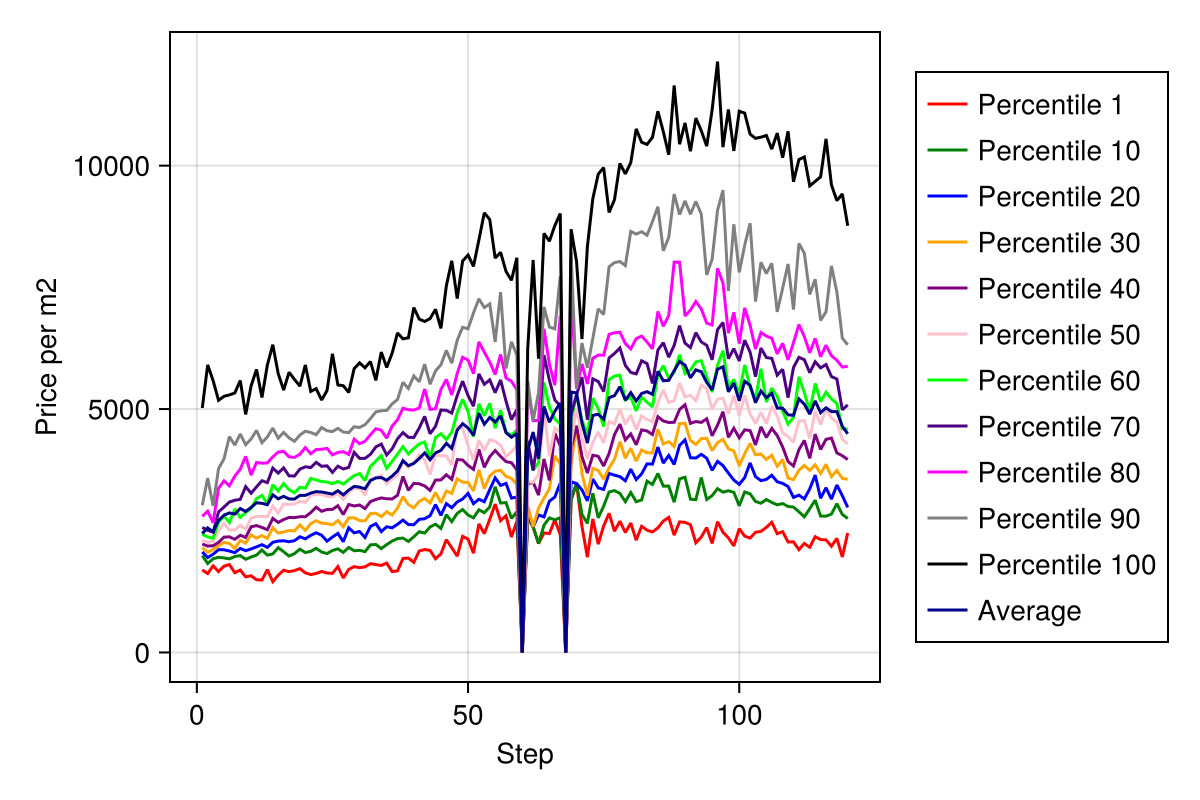 Price per m2
10000
5000
0
0
50
100
Step
Percentile 1
Percentile 10
Percentile 20
Percentile 30
Percentile 40
Percentile 50
Percentile 60
Percentile 70
Percentile 80
Percentile 90
Percentile 100
Average